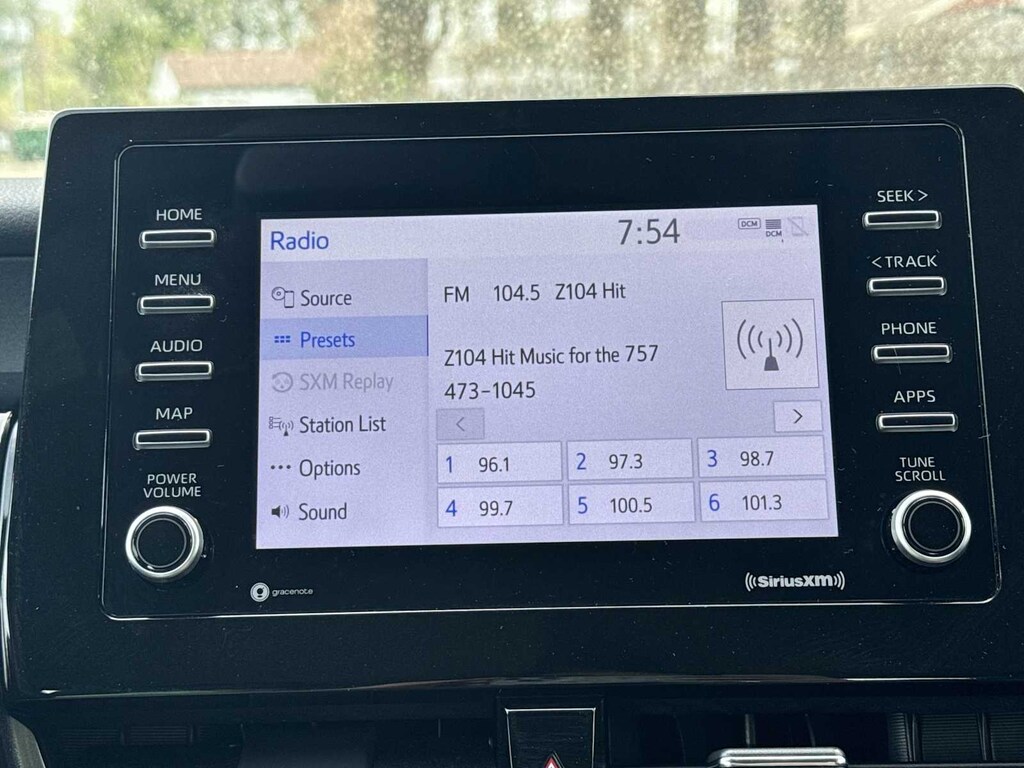 HOME
MENU
AUDIO
MAP
POWER
VOLUME
Radio
7:54
DCM
DCM
Source
Presets
SXM Replay
Station List
Options
Sound
FM 104.5 Z104 Hit
Z104 Hit Music for the 757
473-1045
<
>
1 96.1
2 97.3
3 98.7
4 99.7
5 100.5
6 101.3
SEEK >
< TRACK
PHONE
APPS
TUNE
SCROLL
gracenote
((SiriusXM))